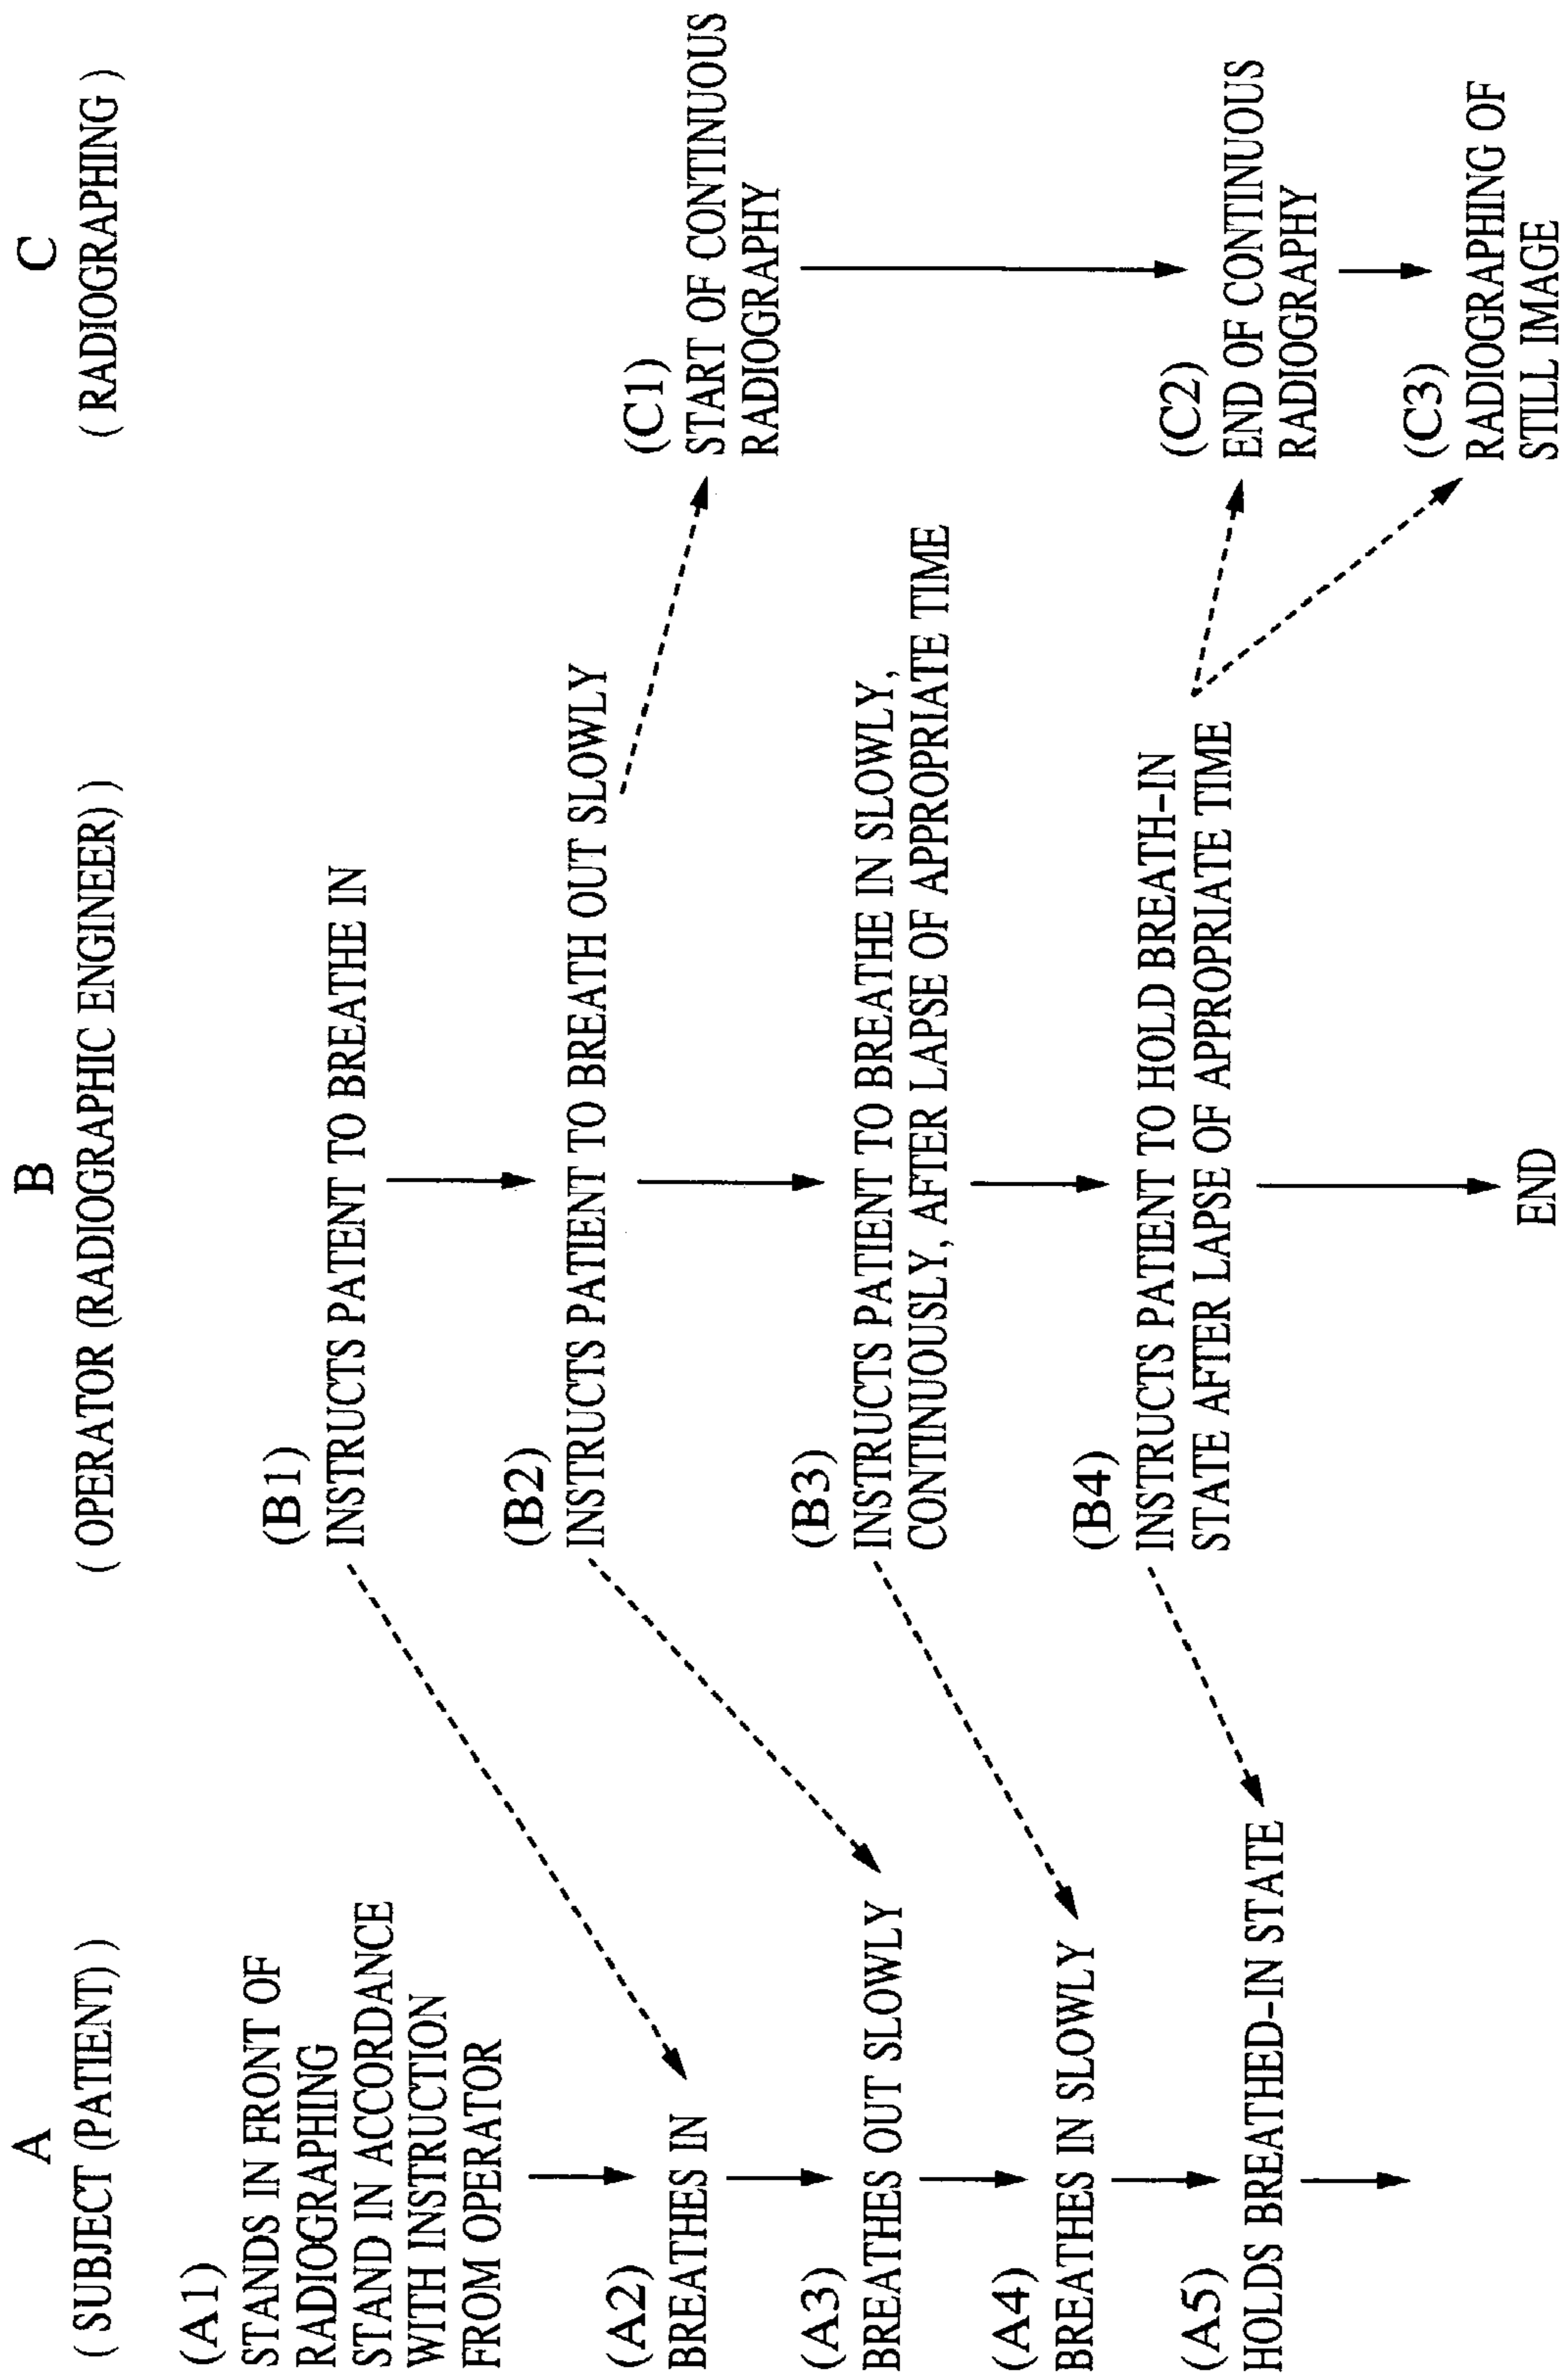 A
( SUBJECT (PATIENT) )
(A1)
STANDS IN FRONT OF
RADIOGRAPHING
STAND IN ACCORDANCE
WITH INSTRUCTION
FROM OPERATOR
(A2)
BREATHES IN
(A3)
BREATHES OUT SLOWLY
(A4)
BREATHES IN SLOWLY
(A5)
HOLDS BREATHED-IN STATE
B
( OPERATOR (RADIOGRAPHIC ENGINEER) )
(B1)
INSTRUCTS PATENT TO BREATHE IN
(B2)
INSTRUCTS PATIENT TO BREATH OUT SLOWLY
(B3)
INSTRUCTS PATIENT TO BREATHE IN SLOWLY,
CONTINUOUSLY, AFTER LAPSE OF APPROPRIATE TIME
(B4)
INSTRUCTS PATIENT TO HOLD BREATH-IN
STATE AFTER LAPSE OF APPROPRIATE TIME
END
C
( RADIOGRAPHING )
(C1)
START OF CONTINUOUS
RADIOGRAPHY
(C2)
END OF CONTINUOUS
RADIOGRAPHY
(C3)
RADIOGRAPHING OF
STILL IMAGE